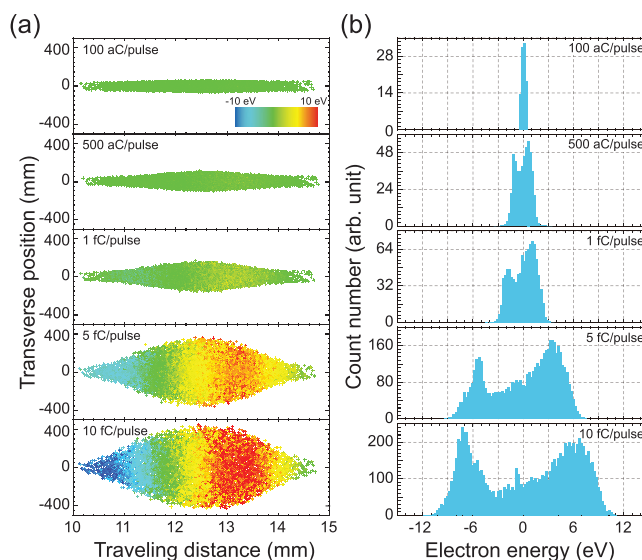 (a)
(b)
400
0
-400
100 aC/pulse
-10 eV
10 eV
400
0
-400
500 aC/pulse
400
0
-400
1 fC/pulse
400
0
-400
5 fC/pulse
400
0
-400
10 fC/pulse
10
11
12
13
14
15
Transverse position (mm)
Traveling distance (mm)
28
14
100 aC/pulse
48
24
0
500 aC/pulse
64
32
0
1 fC/pulse
160
80
0
5 fC/pulse
200
100
0
10 fC/pulse
-12
-6
0
6
12
Count number (arb. unit)
Electron energy (eV)